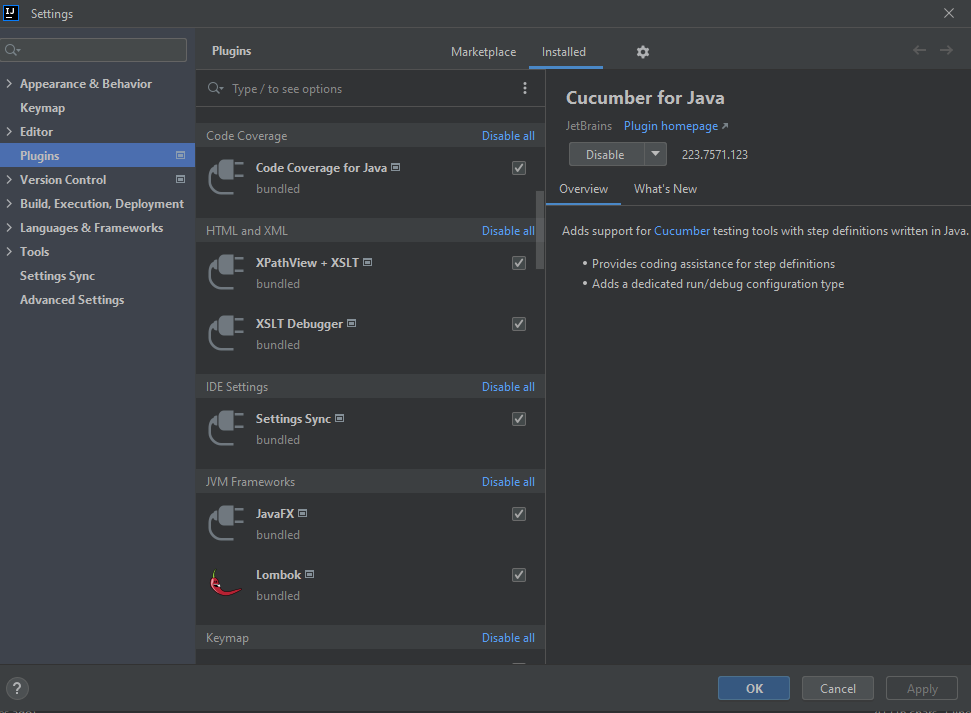 IJ Settings
Plugins Marketplace Installed
Appearance & Behavior
Keymap
Editor
Plugins
Version Control
Build, Execution, Deployment
Languages & Frameworks
Tools
Settings Sync
Advanced Settings
Type / to see options
Code Coverage Disable all
Code Coverage for Java
bundled
HTML and XML Disable all
XPathView + XSLT
bundled
XSLT Debugger
bundled
IDE Settings Disable all
Settings Sync
bundled
JVM Frameworks Disable all
JavaFX
bundled
Lombok
bundled
Keymap Disable all
Cucumber for Java
JetBrains Plugin homepage ↗
Disable 223.7571.123
Overview What's New
Adds support for Cucumber testing tools with step definitions written in Java.
• Provides coding assistance for step definitions
• Adds a dedicated run/debug configuration type
? OK Cancel Apply